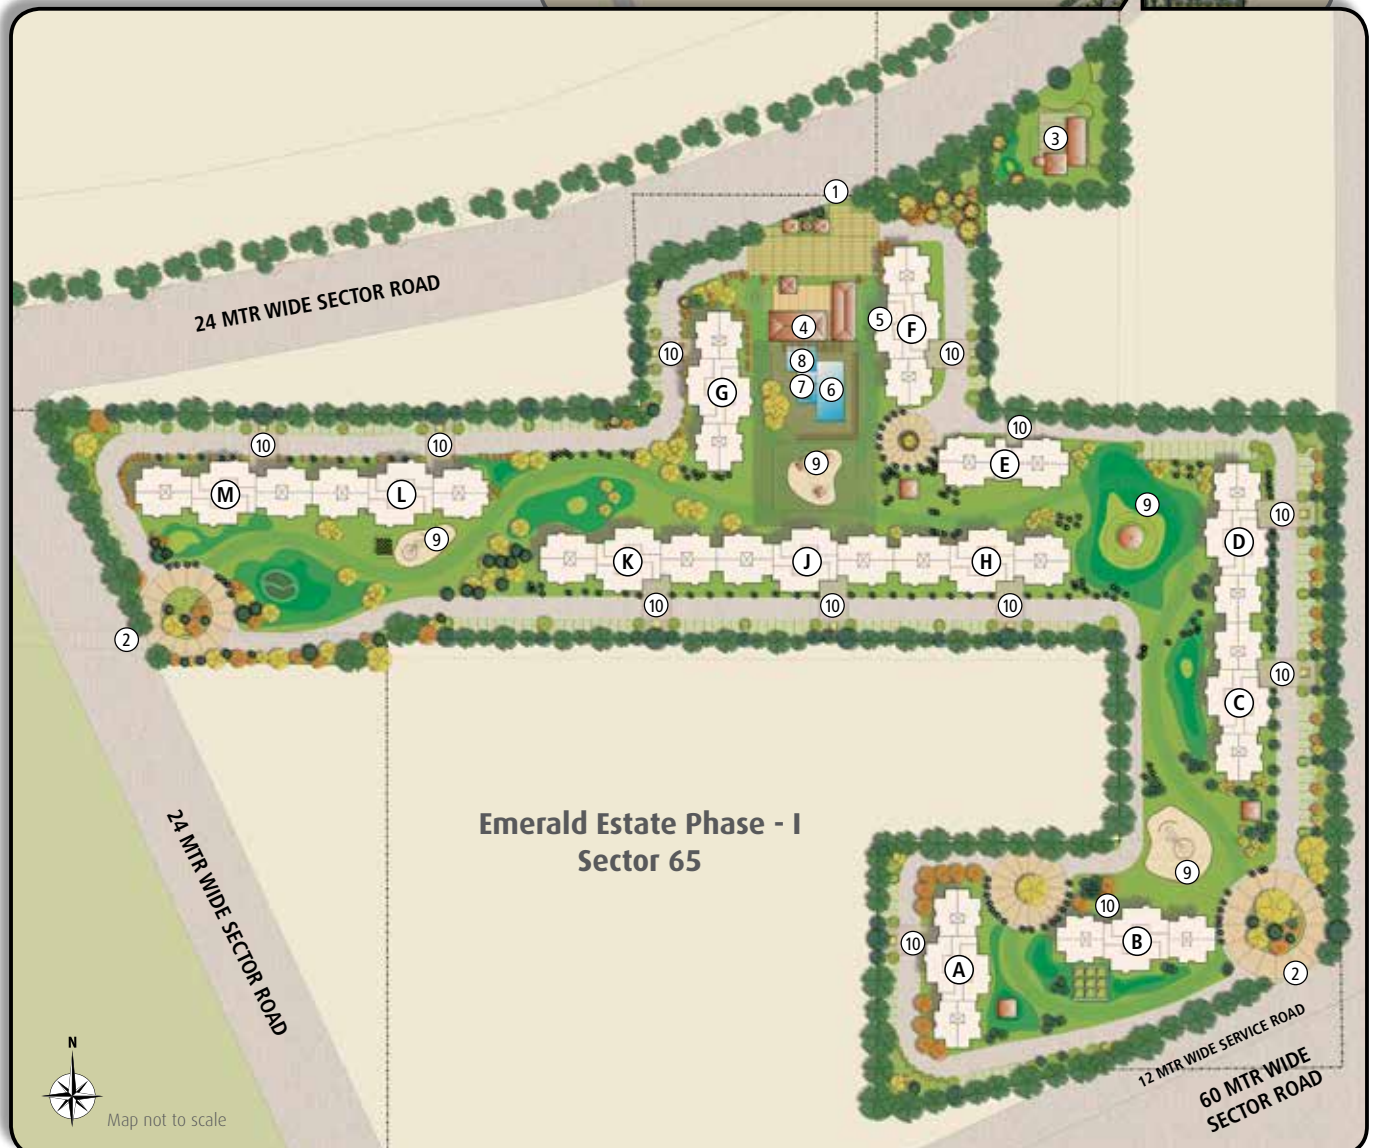 3
1
24 MTR WIDE SECTOR ROAD
4
5
F
10
10
8
7
6
G
10
10
10
9
E
M
L
9
10
D
9
K
J
H
10
10
10
2
10
C
Emerald Estate Phase - I
Sector 65
24 MTR WIDE SECTOR ROAD
9
10
10
B
A
2
12 MTR WIDE SERVICE ROAD
60 MTR WIDE
SECTOR ROAD
N
Map not to scale